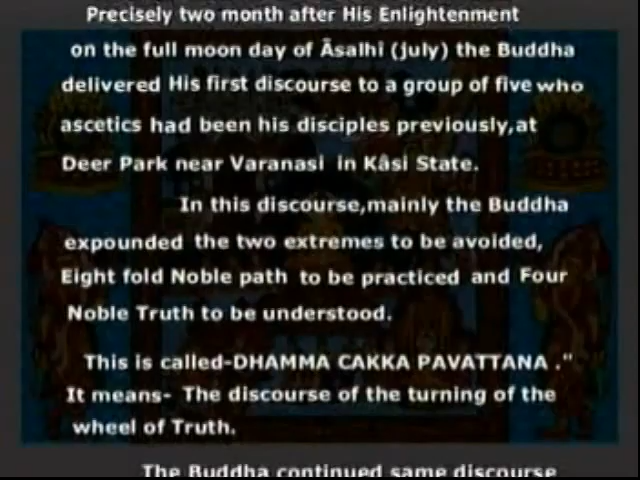 Precisely two month after His Enlightenment
on the full moon day of Āsalhi (july) the Buddha
delivered His first discourse to a group of five who
ascetics had been his disciples previously,at
Deer Park near Varanasi in Kâsi State.
In this discourse,mainly the Buddha
expounded the two extremes to be avoided,
Eight fold Noble path to be practiced and Four
Noble Truth to be understood.
This is called-DHAMMA CAKKA PAVATTANA ."
It means- The discourse of the turning of the
wheel of Truth.
The Buddha continued same discourse